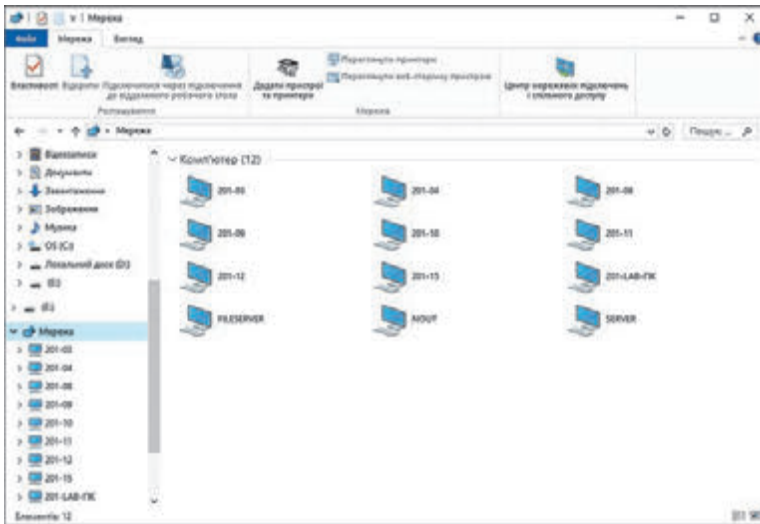 Мережа
Файл Мережа Вигляд
Властивості Відкрити Підключитися через підключення до віддаленого робочого стола
Додати пристрої та принтери
Переглянути принтери
Переглянути веб-сторінку пристрою
Центр мережевих підключень і спільного доступу
Розташування
Мережа
Мережа
Пошук...
Відеозаписи
Документи
Завантаження
Зображення
Музика
OS (C:)
Локальний диск (D:)
Мережа
201-03
201-04
201-08
201-09
201-10
201-11
201-12
201-15
201-LAB-ПК
Комп'ютер (12)
201-03 201-04 201-08
201-09 201-10 201-11
201-12 201-15 201-LAB-ПК
FILESERVER NOUT SERVER
Елементів: 12